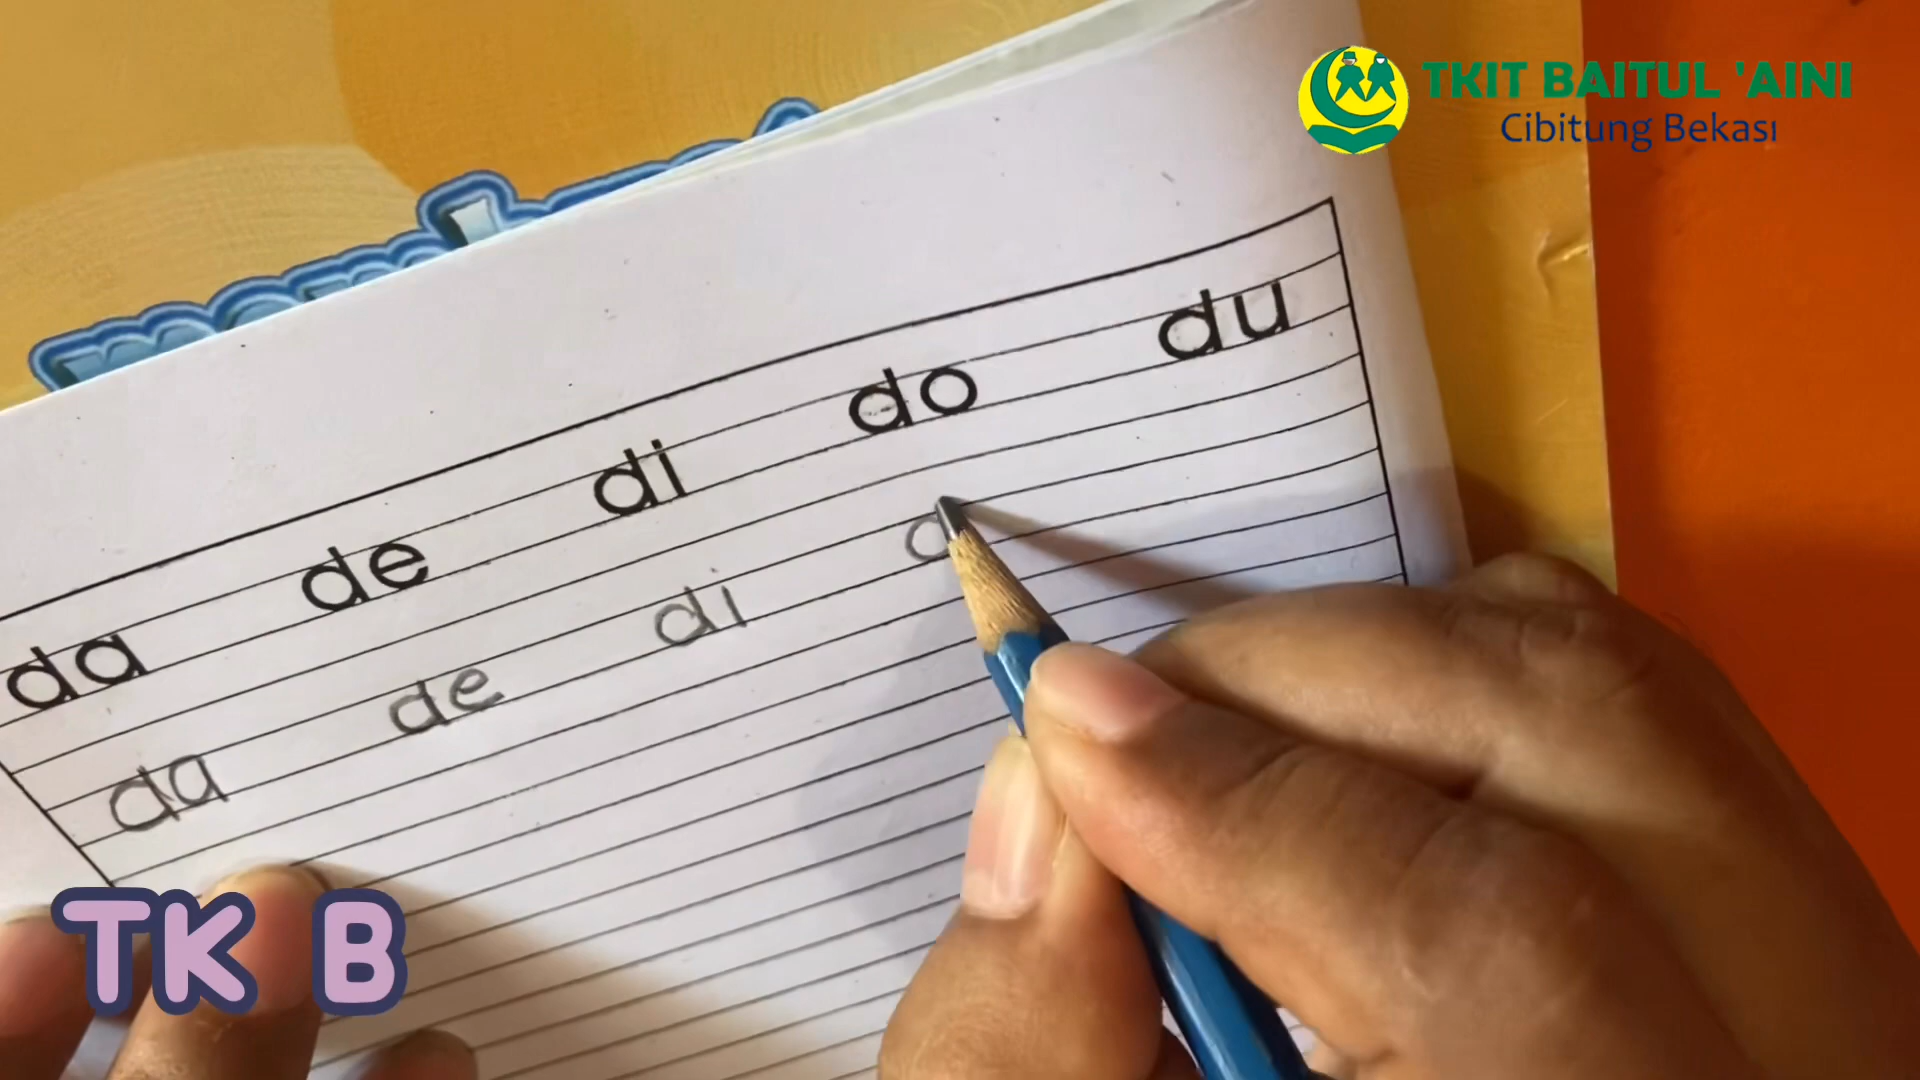 TKIT BAITUL 'AINI
Cibitung Bekasi
da de di do du
da de di
TK B